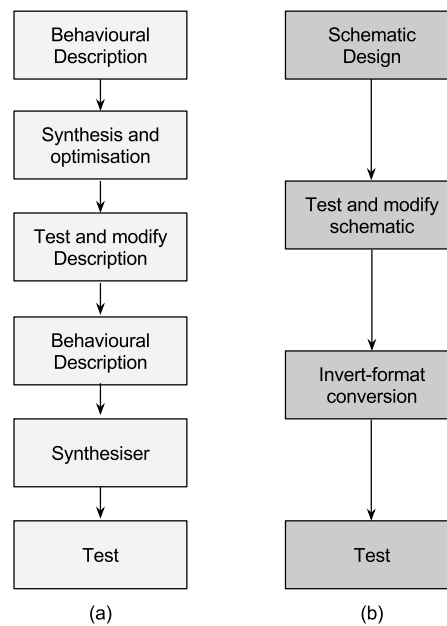 Behavioural
Description
Synthesis and
optimisation
Test and modify
Description
Behavioural
Description
Synthesiser
Test
(a)
Schematic
Design
Test and modify
schematic
Invert-format
conversion
Test
(b)